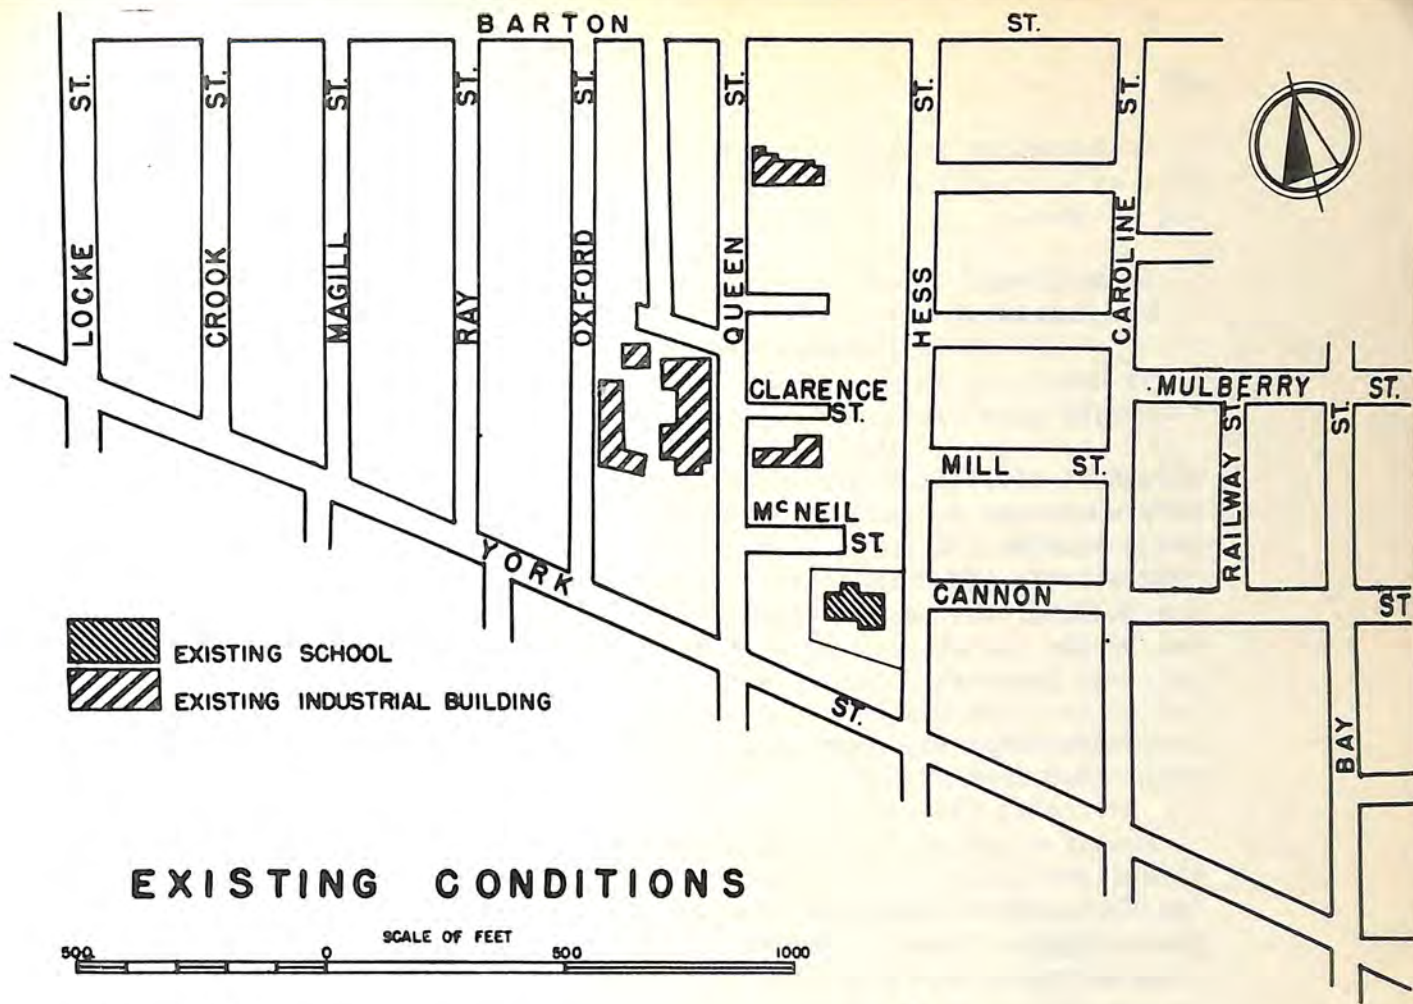 BARTON ST.
LOCKE ST.
CROOK ST.
MAGILL ST.
RAY ST.
OXFORD ST.
QUEEN ST.
HESS ST.
CAROLINE ST.
CLARENCE ST.
MULBERRY ST.
MILL ST.
RAILWAY ST.
McNEIL ST.
CANNON ST
YORK ST.
BAY ST.
EXISTING SCHOOL
EXISTING INDUSTRIAL BUILDING
EXISTING CONDITIONS
SCALE OF FEET
500 0 500 1000